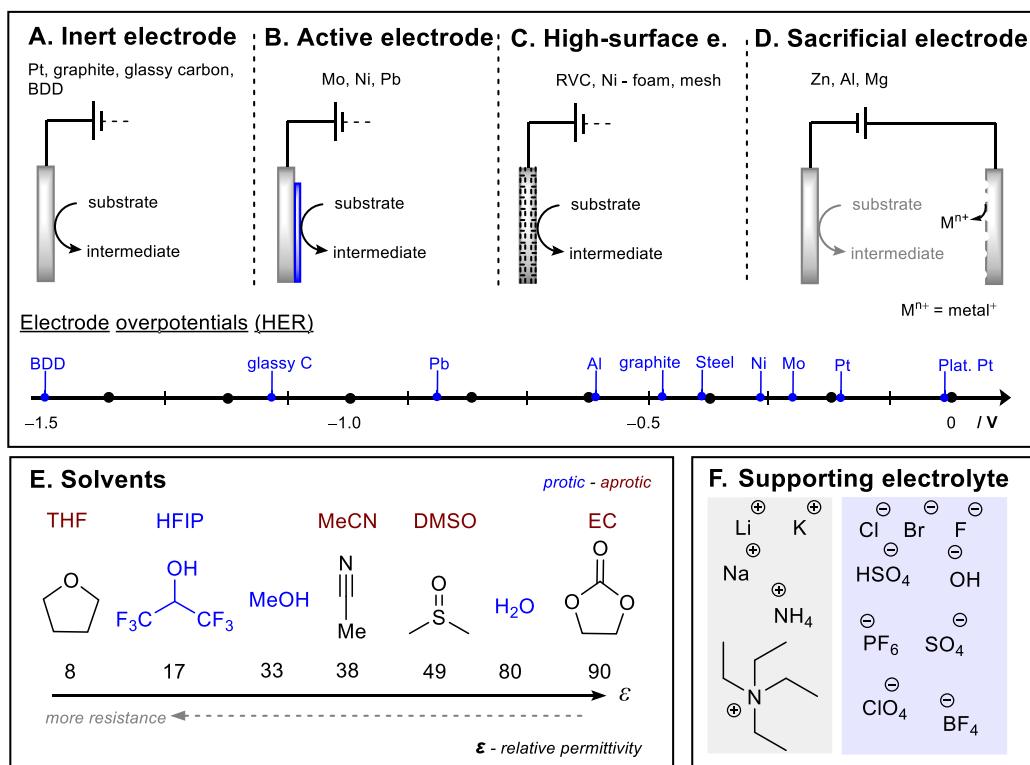 A. Inert electrode
Pt, graphite, glassy carbon,
BDD
substrate
intermediate
B. Active electrode
Mo, Ni, Pb
substrate
intermediate
C. High-surface e.
RVC, Ni - foam, mesh
substrate
intermediate
D. Sacrificial electrode
Zn, Al, Mg
substrate
intermediate
Mⁿ⁺
Mⁿ⁺ = metal⁺
Electrode overpotentials (HER)
BDD glassy C Pb Al graphite Steel Ni Mo Pt Plat. Pt
–1.5 –1.0 –0.5 0 / V
E. Solvents
protic - aprotic
THF HFIP MeCN DMSO EC
O OH N O O
F₃C CF₃ MeOH S H₂O O O
Me
8 17 33 38 49 80 90
ε
more resistance
ε - relative permittivity
F. Supporting electrolyte
⊕ ⊕
Li K
⊕
Na
⊕
NH₄
N
⊕
⊖ ⊖ ⊖
Cl Br F
⊖ ⊖
HSO₄ OH
⊖ ⊖
PF₆ SO₄
⊖
ClO₄
⊖
BF₄